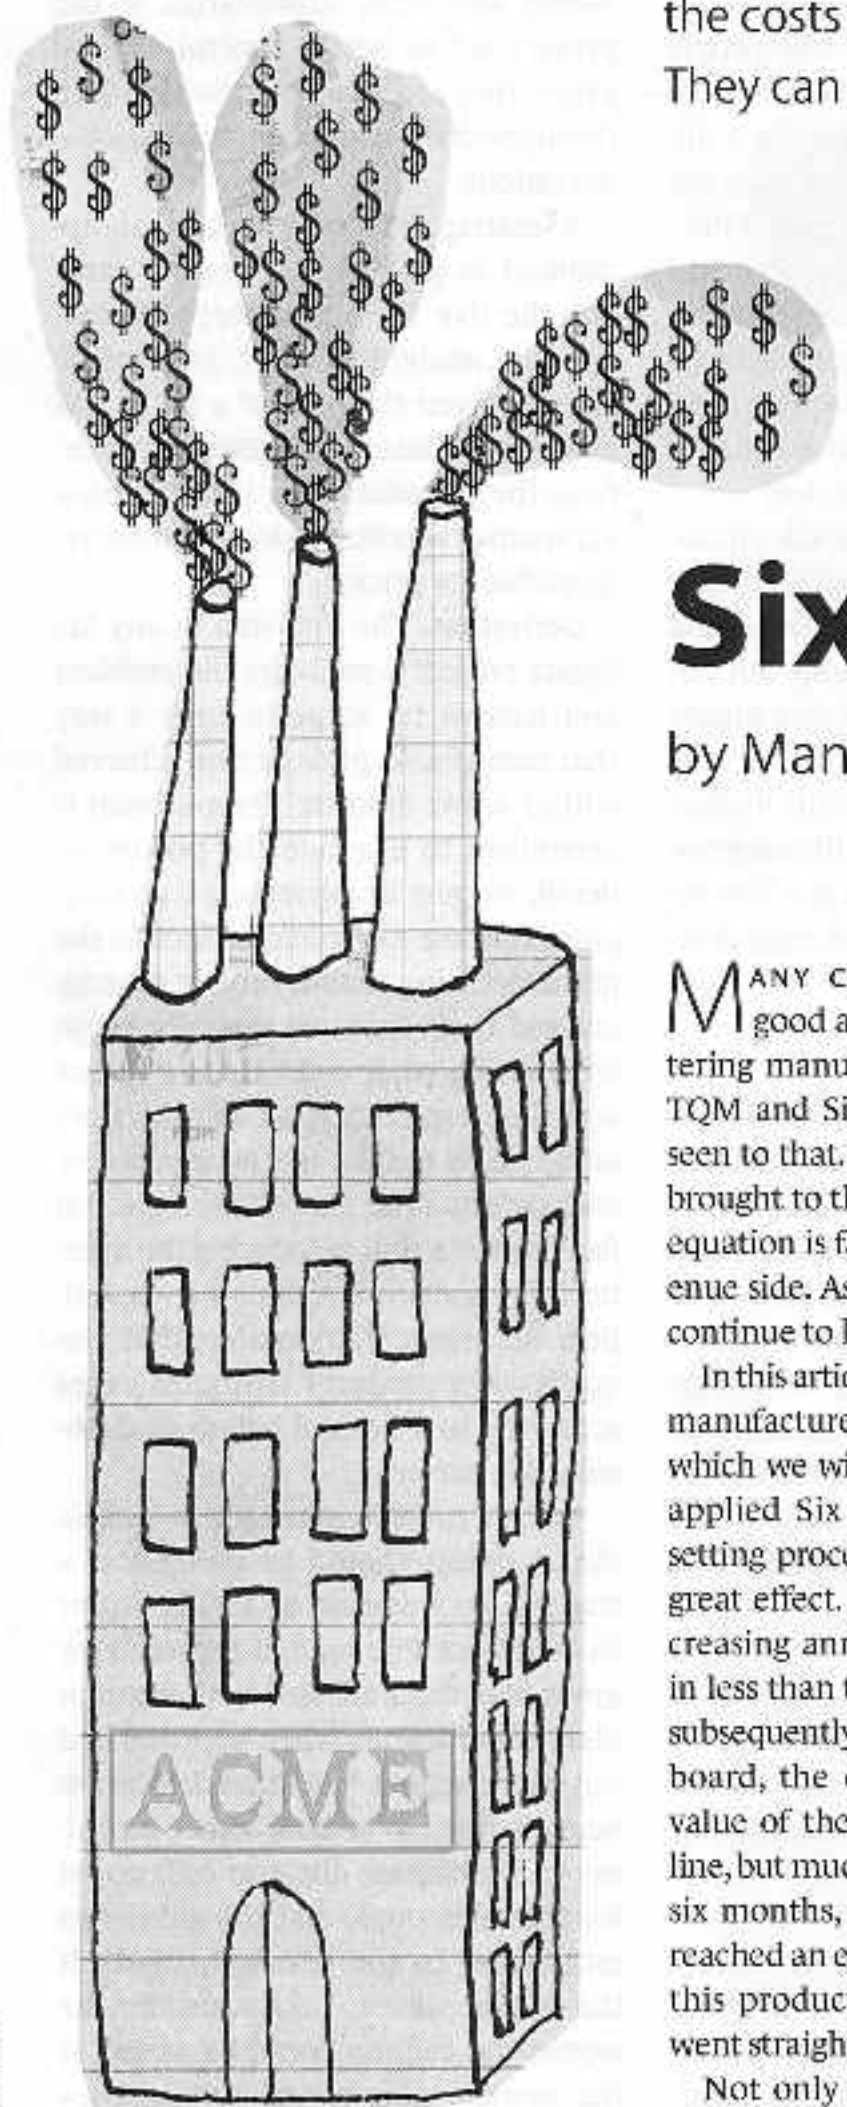 the costs
They can
Six
by Man
MANY C
good a
tering manu
TQM and Si
seen to that.
brought to th
equation is fa
enue side. As
continue to
In this artic
manufacture
which we wi
applied Six
setting proce
great effect.
creasing ann
in less than t
subsequently
board, the
value of the
line, but muc
six months,
reached an e
this produc
went straigh
Not only
ACME